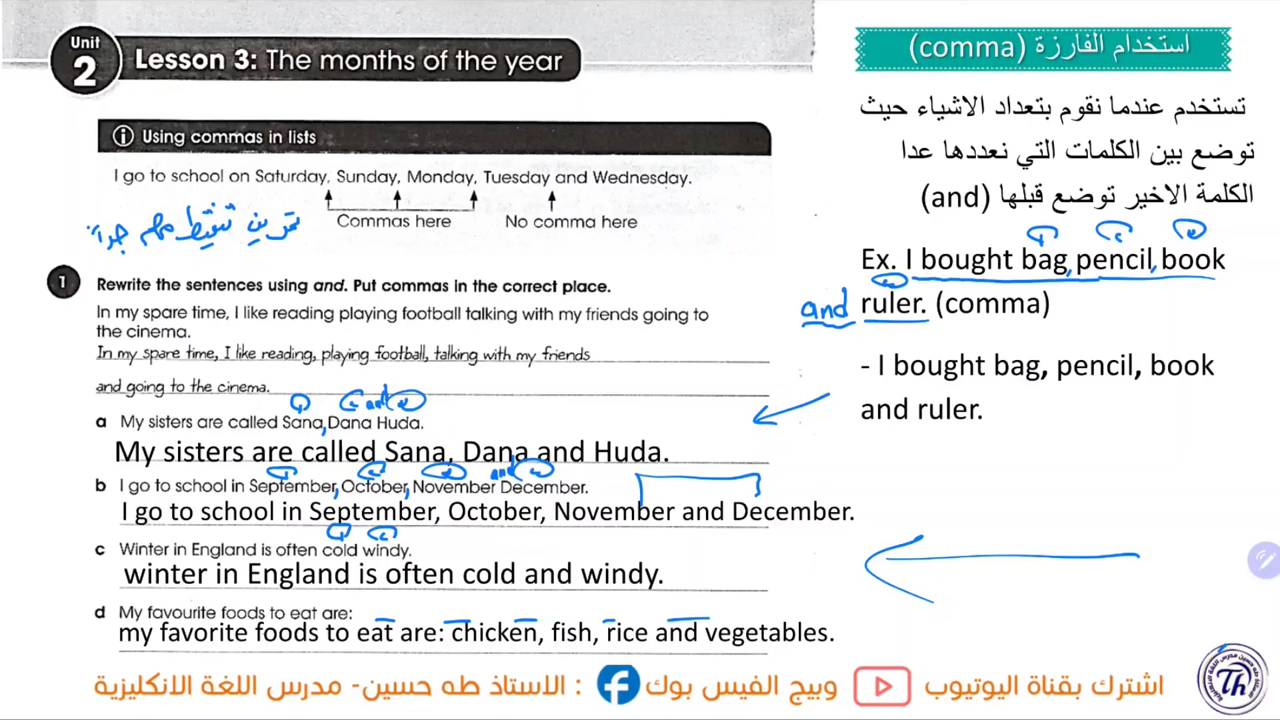 Unit
2
Lesson 3: The months of the year
i Using commas in lists
I go to school on Saturday, Sunday, Monday, Tuesday and Wednesday.
Commas here
No comma here
تمرين تنقيط مهم جداً
1 Rewrite the sentences using and. Put commas in the correct place.
In my spare time, I like reading playing football talking with my friends going to
the cinema.
In my spare time, I like reading, playing football, talking with my friends
and going to the cinema.
and
a My sisters are called Sana, Dana Huda.
My sisters are called Sana, Dana and Huda.
and
b I go to school in September, October, November December.
I go to school in September, October, November and December.
c Winter in England is often cold windy.
winter in England is often cold and windy.
d My favourite foods to eat are:
my favorite foods to eat are: chicken, fish, rice and vegetables.
استخدام الفارزة (comma)
تستخدم عندما نقوم بتعداد الاشياء حيث
توضع بين الكلمات التي نعددها عدا
الكلمة الاخير توضع قبلها (and)
Ex. I bought bag, pencil, book
and ruler. (comma)
- I bought bag, pencil, book
and ruler.
اشترك بقناة اليوتيوب وبيج الفيس بوك : الاستاذ طه حسين- مدرس اللغة الانكليزية
Th